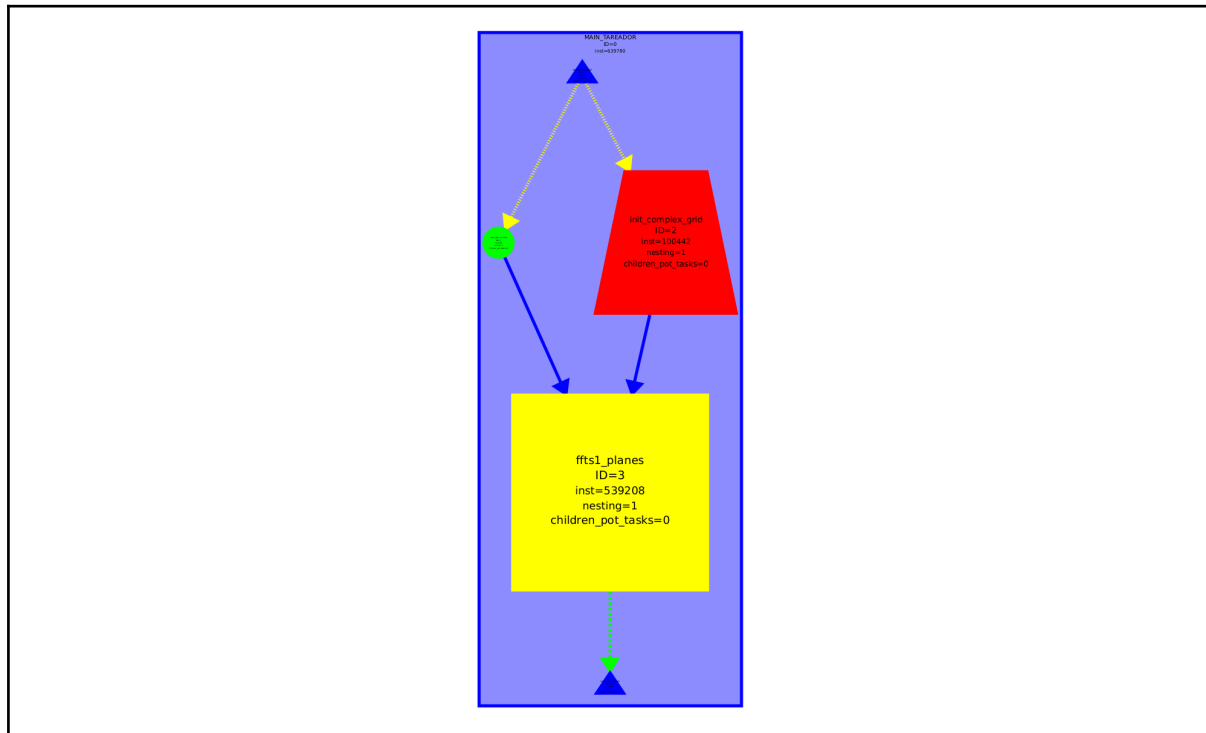 MAIN_TAREADOR
ID=0
inst=639780
init_complex_grid
ID=2
inst=100442
nesting=1
children_pot_tasks=0
ffts1_planes
ID=3
inst=539208
nesting=1
children_pot_tasks=0